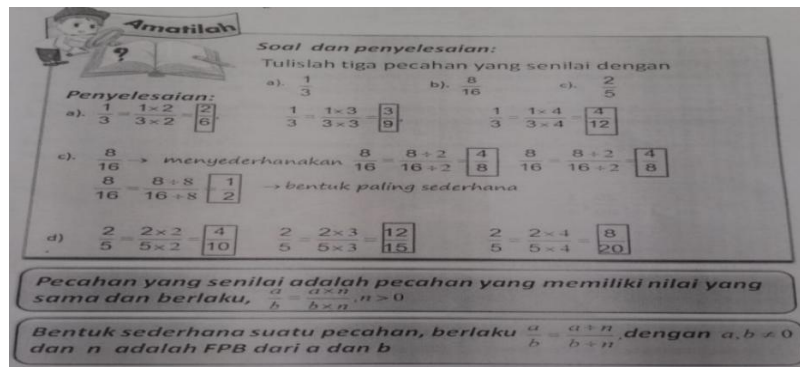 Amatilah
?
Soal dan penyelesaian:
Tulislah tiga pecahan yang senilai dengan
a). 1/3 b). 8/16 c). 2/5
Penyelesaian:
a). 1/3 = 1×2/3×2 = 2/6, 1/3 = 1×3/3×3 = 3/9, 1/3 = 1×4/3×4 = 4/12
c). 8/16 → menyederhanakan 8/16 = 8÷2/16÷2 = 4/8 8/16 = 8÷2/16÷2 = 4/8
8/16 = 8÷8/16÷8 = 1/2 → bentuk paling sederhana
d) 2/5 = 2×2/5×2 = 4/10 2/5 = 2×3/5×3 = 12/15 2/5 = 2×4/5×4 = 8/20
Pecahan yang senilai adalah pecahan yang memiliki nilai yang
sama dan berlaku, a/b = a×n/b×n, n > 0
Bentuk sederhana suatu pecahan, berlaku a/b = a÷n/b÷n, dengan a, b ≠ 0
dan n adalah FPB dari a dan b